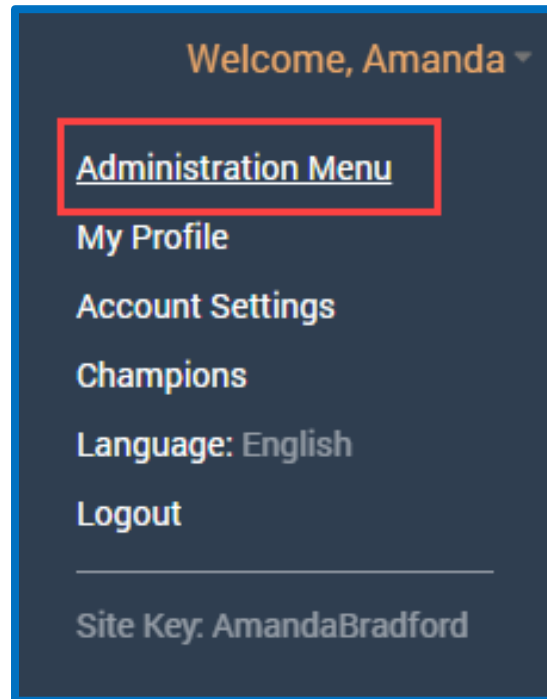 Welcome, Amanda
Administration Menu
My Profile
Account Settings
Champions
Language: English
Logout
Site Key: AmandaBradford